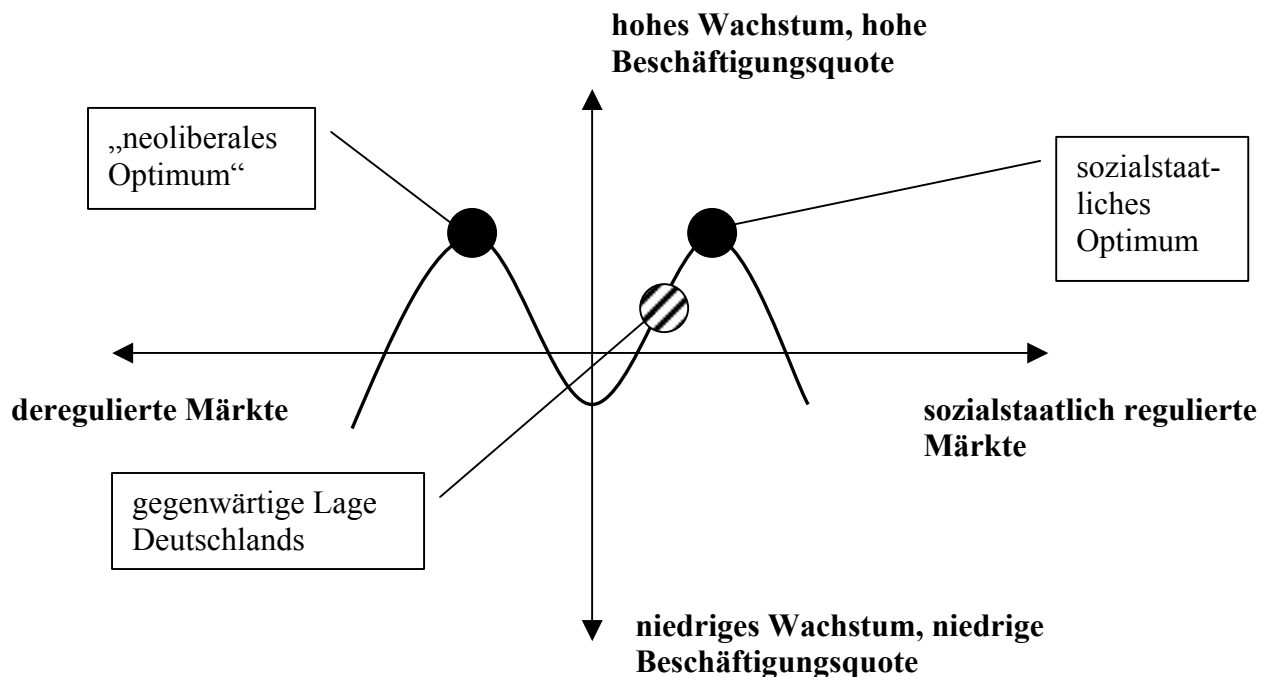 hohes Wachstum, hohe
Beschäftigungsquote
„neoliberales
Optimum“
sozialstaat-
liches
Optimum
deregulierte Märkte
sozialstaatlich regulierte
Märkte
gegenwärtige Lage
Deutschlands
niedriges Wachstum, niedrige
Beschäftigungsquote